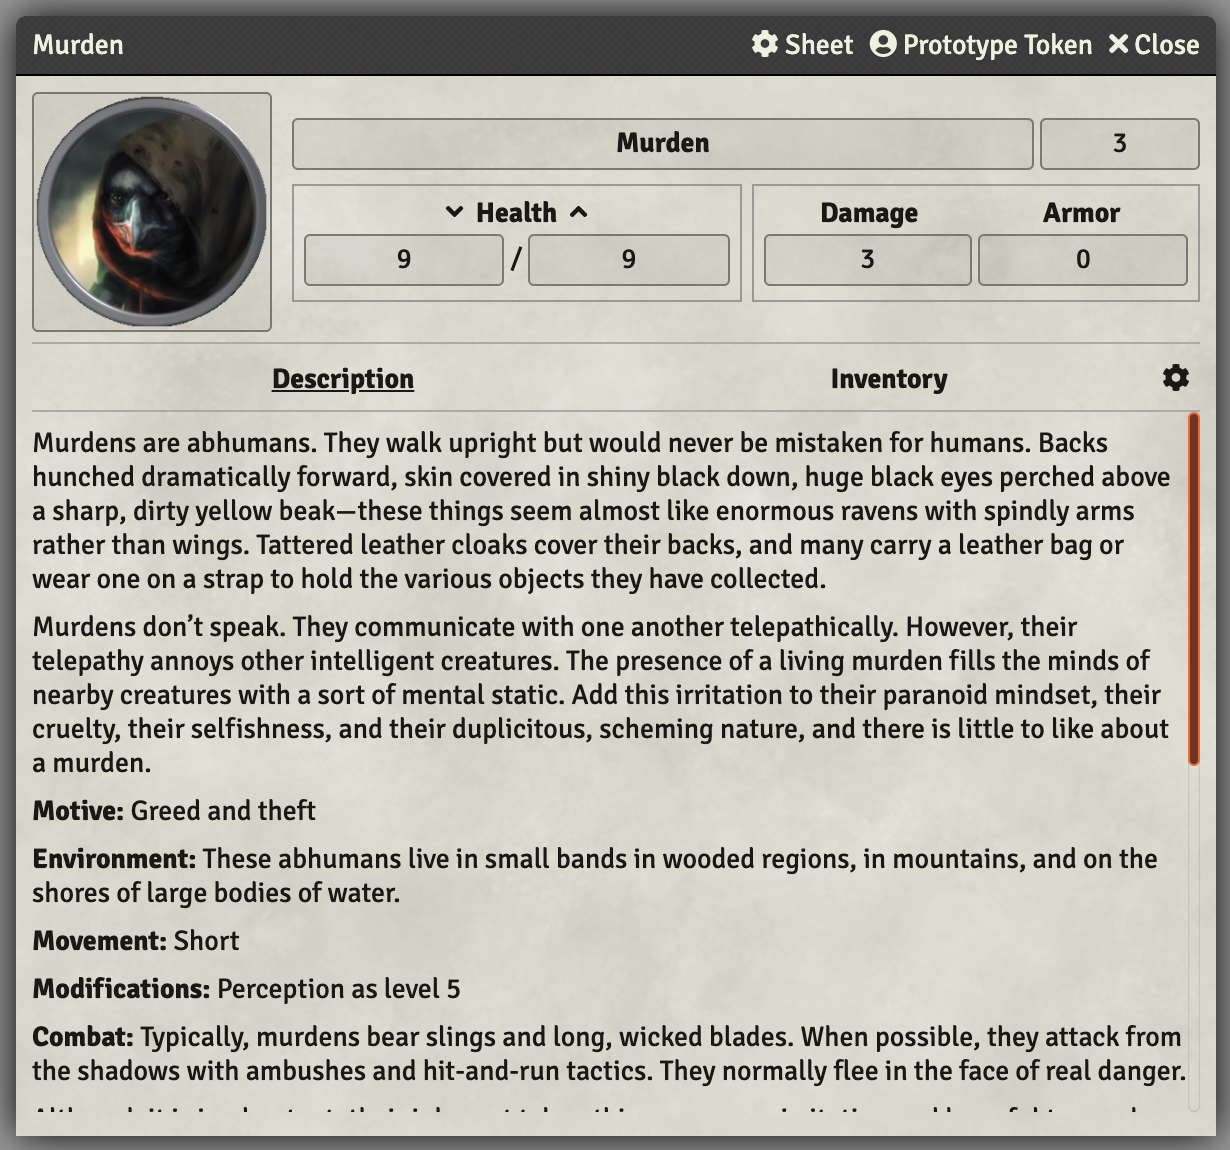 Murden
Sheet Prototype Token Close
Murden 3
Health
Damage Armor
9 / 9
3 0
Description Inventory
Murdens are abhumans. They walk upright but would never be mistaken for humans. Backs
hunched dramatically forward, skin covered in shiny black down, huge black eyes perched above
a sharp, dirty yellow beak—these things seem almost like enormous ravens with spindly arms
rather than wings. Tattered leather cloaks cover their backs, and many carry a leather bag or
wear one on a strap to hold the various objects they have collected.
Murdens don’t speak. They communicate with one another telepathically. However, their
telepathy annoys other intelligent creatures. The presence of a living murden fills the minds of
nearby creatures with a sort of mental static. Add this irritation to their paranoid mindset, their
cruelty, their selfishness, and their duplicitous, scheming nature, and there is little to like about
a murden.
Motive: Greed and theft
Environment: These abhumans live in small bands in wooded regions, in mountains, and on the
shores of large bodies of water.
Movement: Short
Modifications: Perception as level 5
Combat: Typically, murdens bear slings and long, wicked blades. When possible, they attack from
the shadows with ambushes and hit-and-run tactics. They normally flee in the face of real danger.